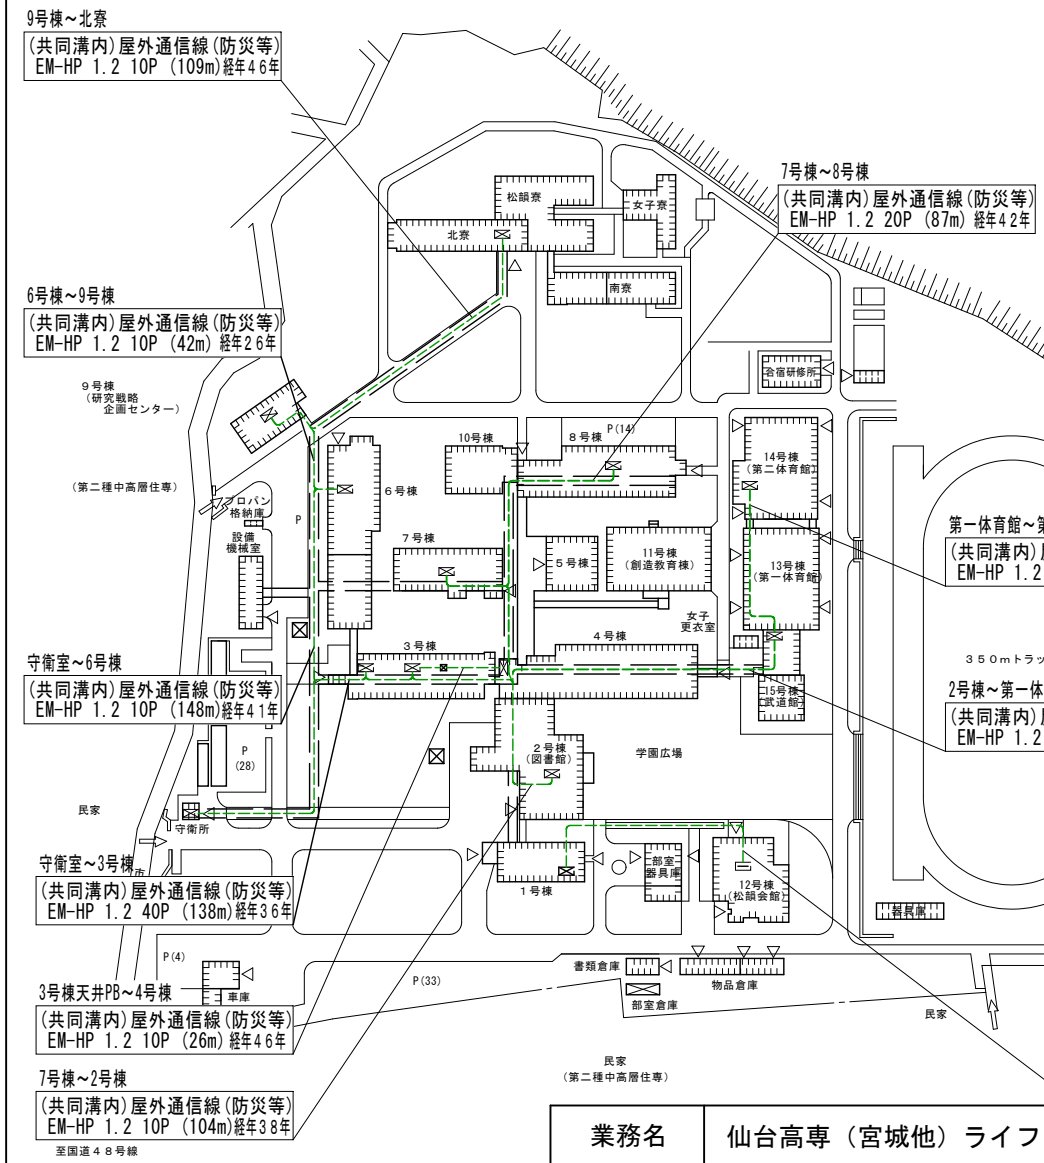 9号棟～北寮
(共同溝内)屋外通信線(防災等)
EM-HP 1.2 10P (109m)経年46年
7号棟～8号棟
(共同溝内)屋外通信線(防災等)
EM-HP 1.2 20P (87m) 経年42年
松韻寮
女子寮
北寮
南寮
6号棟～9号棟
(共同溝内)屋外通信線(防災等)
EM-HP 1.2 10P (42m) 経年26年
合宿研修所
9号棟
(研究戦略
企画センター)
P(14)
10号棟
8号棟
14号棟
(第二体育館)
(第二種中高層住専)
6号棟
プロパン
格納庫
P
設備
機械室
7号棟
5号棟
11号棟
(創造教育棟)
13号棟
(第一体育館)
第一体育館～第
(共同溝内)
EM-HP 1.2
女子
更衣室
3号棟
4号棟
守衛室～6号棟
(共同溝内)屋外通信線(防災等)
EM-HP 1.2 10P (148m)経年41年
350mトラッ
15号棟
(武道館)
2号棟～第一体
(共同溝内)
EM-HP 1.2
2号棟
(図書館)
学園広場
P
(28)
民家
守衛所
守衛室～3号棟
(共同溝内)屋外通信線(防災等)
EM-HP 1.2 40P (138m)経年36年
1号棟
部室
器具庫
12号棟
(松韻会館)
器具庫
P(4)
書類倉庫
物品倉庫
P(33)
車庫
部室倉庫
民家
3号棟天井PB～4号棟
(共同溝内)屋外通信線(防災等)
EM-HP 1.2 10P (26m)経年46年
民家
(第二種中高層住専)
7号棟～2号棟
(共同溝内)屋外通信線(防災等)
EM-HP 1.2 10P (104m)経年38年
至国道48号線
業務名
仙台高専（宮城他）ライフ